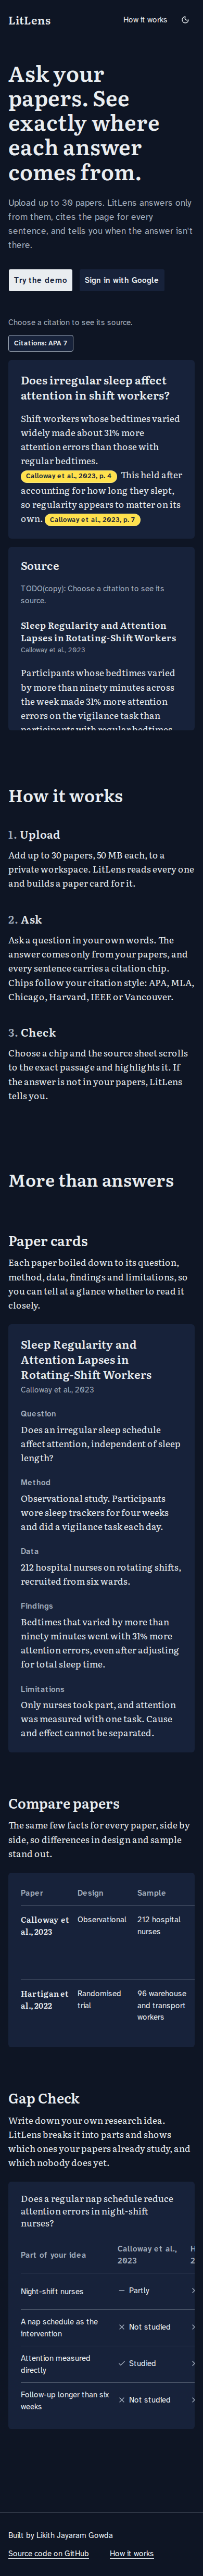 LitLens
How it works
Ask your
papers. See
exactly where
each answer
comes from.
Upload up to 30 papers. LitLens answers only
from them, cites the page for every
sentence, and tells you when the answer isn't
there.
Try the demo
Sign in with Google
Choose a citation to see its source.
Citations: APA 7
Does irregular sleep affect
attention in shift workers?
Shift workers whose bedtimes varied
widely made about 31% more
attention errors than those with
regular bedtimes.
Calloway et al., 2023, p. 4 This held after
accounting for how long they slept,
so regularity appears to matter on its
own. Calloway et al., 2023, p. 7
Source
TODO(copy): Choose a citation to see its
source.
Sleep Regularity and Attention
Lapses in Rotating-Shift Workers
Calloway et al., 2023
Participants whose bedtimes varied
by more than ninety minutes across
the week made 31% more attention
errors on the vigilance task than
participants with regular bedtimes
How it works
1. Upload
Add up to 30 papers, 50 MB each, to a
private workspace. LitLens reads every one
and builds a paper card for it.
2. Ask
Ask a question in your own words. The
answer comes only from your papers, and
every sentence carries a citation chip.
Chips follow your citation style: APA, MLA,
Chicago, Harvard, IEEE or Vancouver.
3. Check
Choose a chip and the source sheet scrolls
to the exact passage and highlights it. If
the answer is not in your papers, LitLens
tells you.
More than answers
Paper cards
Each paper boiled down to its question,
method, data, findings and limitations, so
you can tell at a glance whether to read it
closely.
Sleep Regularity and
Attention Lapses in
Rotating-Shift Workers
Calloway et al., 2023
Question
Does an irregular sleep schedule
affect attention, independent of sleep
length?
Method
Observational study. Participants
wore sleep trackers for four weeks
and did a vigilance task each day.
Data
212 hospital nurses on rotating shifts,
recruited from six wards.
Findings
Bedtimes that varied by more than
ninety minutes went with 31% more
attention errors, even after adjusting
for total sleep time.
Limitations
Only nurses took part, and attention
was measured with one task. Cause
and effect cannot be separated.
Compare papers
The same few facts for every paper, side by
side, so differences in design and sample
stand out.
Paper Design Sample
Calloway et al., 2023 Observational 212 hospital nurses
Hartigan et al., 2022 Randomised trial 96 warehouse and transport workers
Gap Check
Write down your own research idea.
LitLens breaks it into parts and shows
which ones your papers already study, and
which nobody does yet.
Does a regular nap schedule reduce
attention errors in night-shift
nurses?
Part of your idea Calloway et al., 2023 H 2
Night-shift nurses Partly
A nap schedule as the intervention Not studied
Attention measured directly Studied
Follow-up longer than six weeks Not studied
Built by Likith Jayaram Gowda
Source code on GitHub
How it works